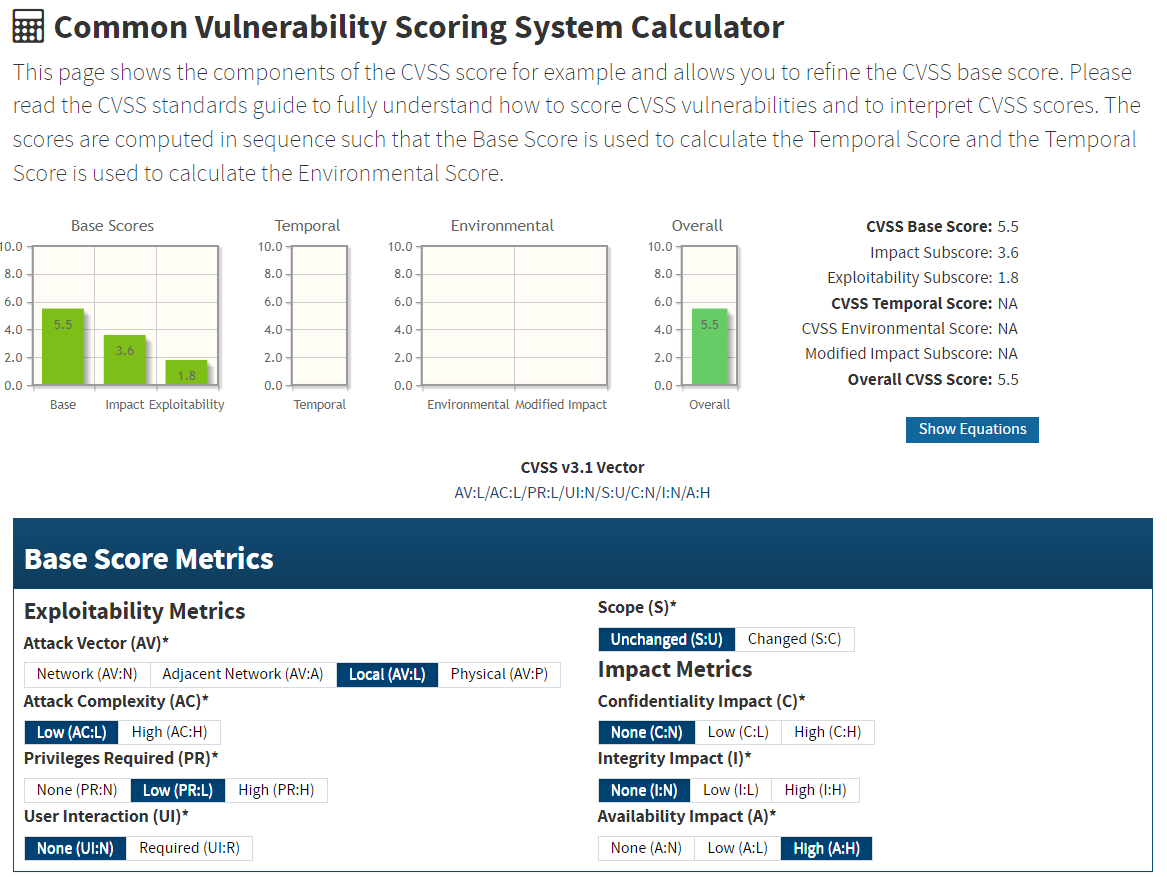 Common Vulnerability Scoring System Calculator
This page shows the components of the CVSS score for example and allows you to refine the CVSS base score. Please
read the CVSS standards guide to fully understand how to score CVSS vulnerabilities and to interpret CVSS scores. The
scores are computed in sequence such that the Base Score is used to calculate the Temporal Score and the Temporal
Score is used to calculate the Environmental Score.
Base Scores
10.0
8.0
6.0
4.0
2.0
0.0
5.5
3.6
1.8
Base Impact Exploitability
Temporal
10.0
8.0
6.0
4.0
2.0
0.0
Temporal
Environmental
10.0
8.0
6.0
4.0
2.0
0.0
Environmental Modified Impact
Overall
10.0
8.0
6.0
4.0
2.0
0.0
5.5
Overall
CVSS Base Score: 5.5
Impact Subscore: 3.6
Exploitability Subscore: 1.8
CVSS Temporal Score: NA
CVSS Environmental Score: NA
Modified Impact Subscore: NA
Overall CVSS Score: 5.5
Show Equations
CVSS v3.1 Vector
AV:L/AC:L/PR:L/UI:N/S:U/C:N/I:N/A:H
Base Score Metrics
Exploitability Metrics
Attack Vector (AV)*
Network (AV:N) Adjacent Network (AV:A) Local (AV:L) Physical (AV:P)
Attack Complexity (AC)*
Low (AC:L) High (AC:H)
Privileges Required (PR)*
None (PR:N) Low (PR:L) High (PR:H)
User Interaction (UI)*
None (UI:N) Required (UI:R)
Scope (S)*
Unchanged (S:U) Changed (S:C)
Impact Metrics
Confidentiality Impact (C)*
None (C:N) Low (C:L) High (C:H)
Integrity Impact (I)*
None (I:N) Low (I:L) High (I:H)
Availability Impact (A)*
None (A:N) Low (A:L) High (A:H)